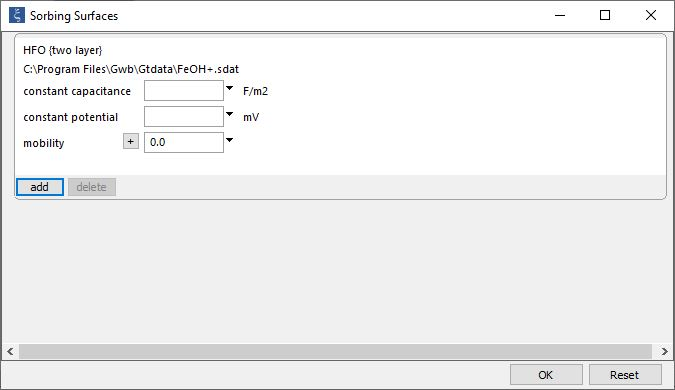 Sorbing Surfaces
HFO {two layer}
C:\Program Files\Gwb\Gtdata\FeOH+.sdat
constant capacitance F/m2
constant potential mV
mobility + 0.0
add delete
OK Reset